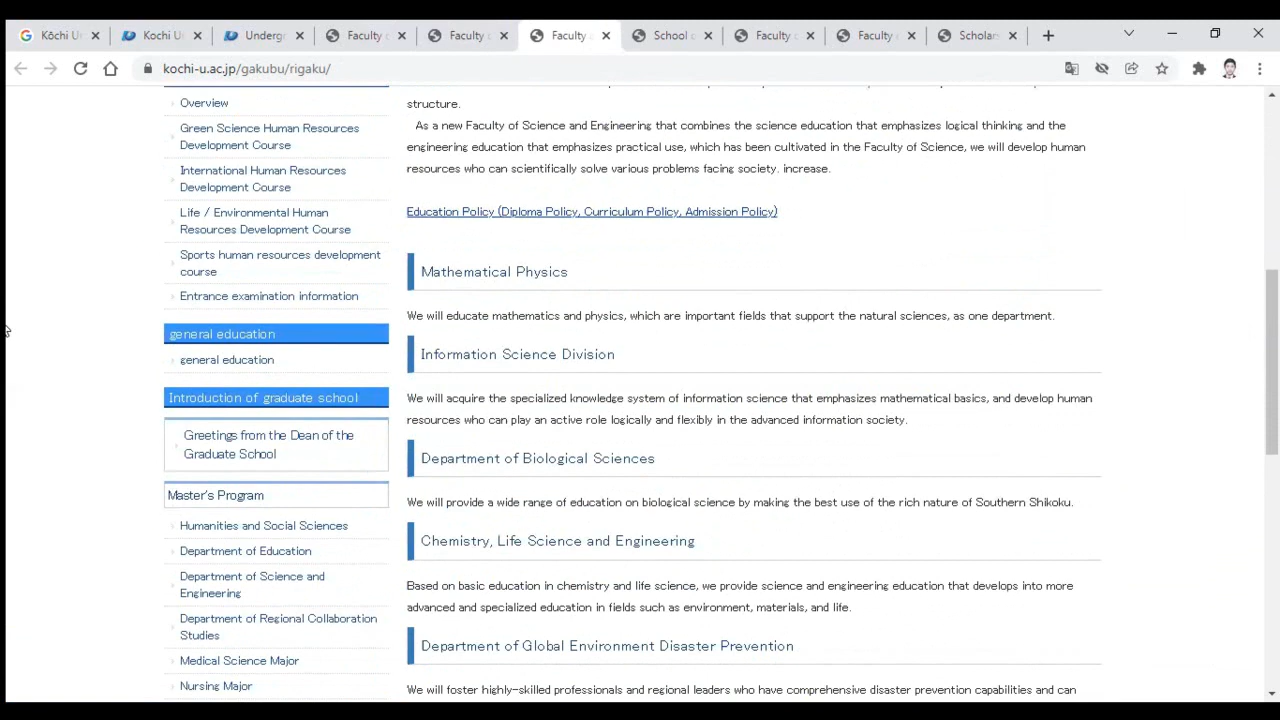 Kōchi U
Kochi U
Undergr
Faculty o
Faculty o
Faculty
School o
Faculty
Faculty o
Scholars
kochi-u.ac.jp/gakubu/rigaku/
Overview
Green Science Human Resources
Development Course
International Human Resources
Development Course
Life / Environmental Human
Resources Development Course
Sports human resources development
course
Entrance examination information
general education
general education
Introduction of graduate school
Greetings from the Dean of the
Graduate School
Master's Program
Humanities and Social Sciences
Department of Education
Department of Science and
Engineering
Department of Regional Collaboration
Studies
Medical Science Major
Nursing Major
structure.
As a new Faculty of Science and Engineering that combines the science education that emphasizes logical thinking and the
engineering education that emphasizes practical use, which has been cultivated in the Faculty of Science, we will develop human
resources who can scientifically solve various problems facing society. increase.
Education Policy (Diploma Policy, Curriculum Policy, Admission Policy)
Mathematical Physics
We will educate mathematics and physics, which are important fields that support the natural sciences, as one department.
Information Science Division
We will acquire the specialized knowledge system of information science that emphasizes mathematical basics, and develop human
resources who can play an active role logically and flexibly in the advanced information society.
Department of Biological Sciences
We will provide a wide range of education on biological science by making the best use of the rich nature of Southern Shikoku.
Chemistry, Life Science and Engineering
Based on basic education in chemistry and life science, we provide science and engineering education that develops into more
advanced and specialized education in fields such as environment, materials, and life.
Department of Global Environment Disaster Prevention
We will foster highly-skilled professionals and regional leaders who have comprehensive disaster prevention capabilities and can